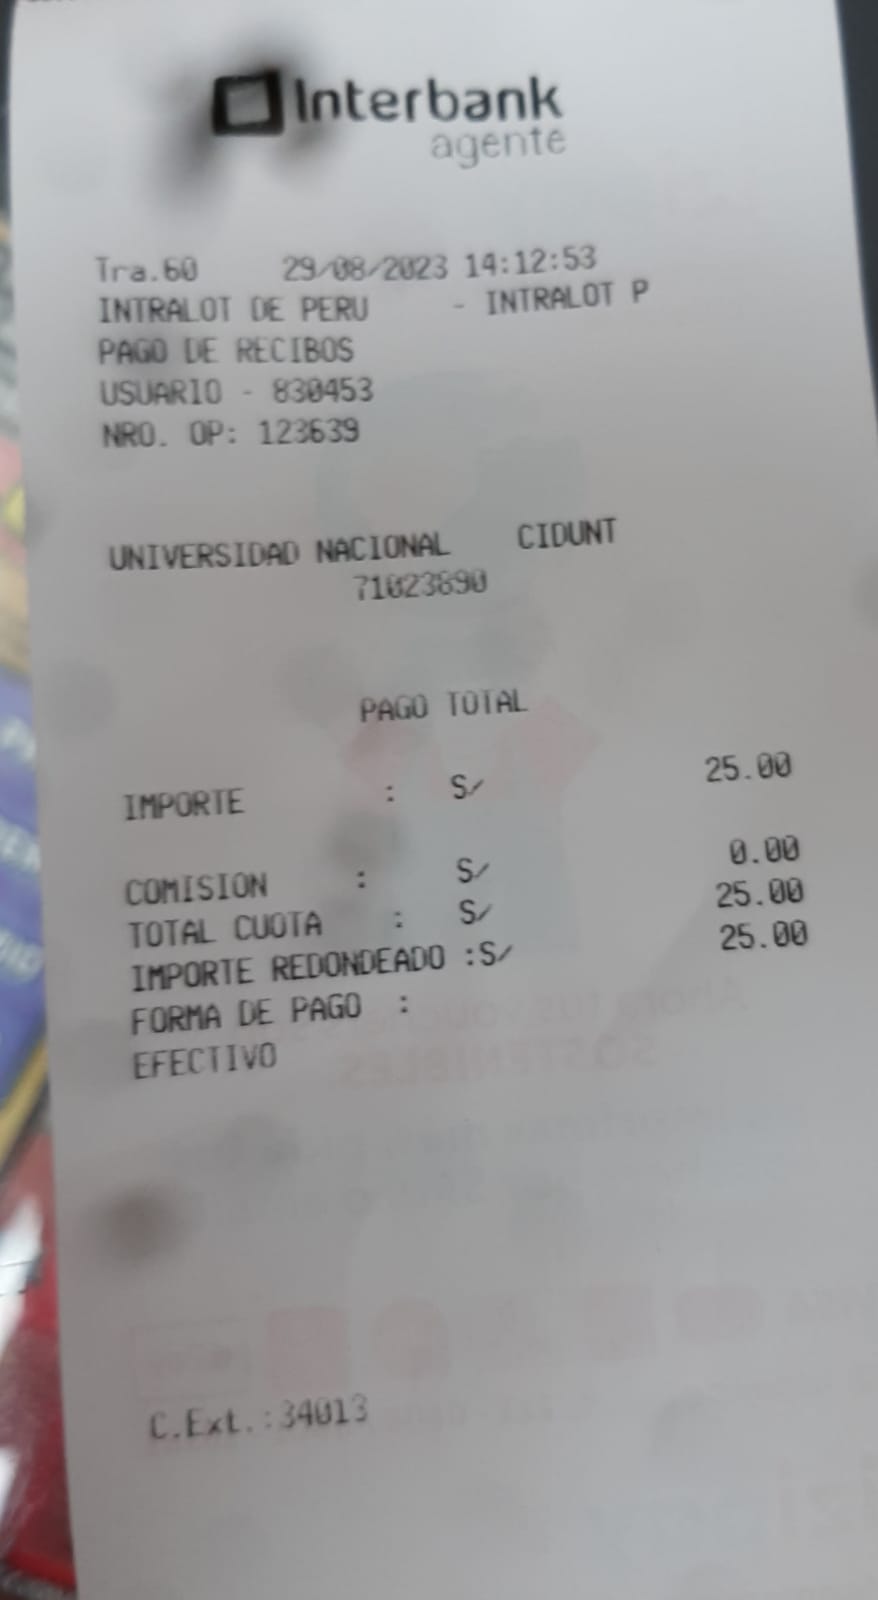 Interbank
agente
Tra.60 29/08/2023 14:12:53
INTRALOT DE PERU - INTRALOT P
PAGO DE RECIBOS
USUARIO - 830453
NRO. OP: 123639
UNIVERSIDAD NACIONAL CIDUNT
71023890
PAGO TOTAL
IMPORTE : S/ 25.00
COMISION : S/ 0.00
TOTAL CUOTA : S/ 25.00
IMPORTE REDONDEADO :S/ 25.00
FORMA DE PAGO :
EFECTIVO
C.Ext.:34013